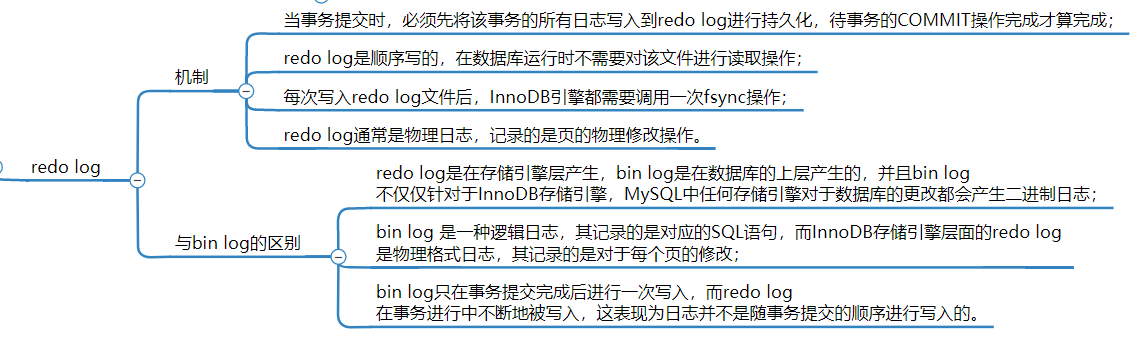 当事务提交时，必须先将该事务的所有日志写入到redo log进行持久化，待事务的COMMIT操作完成才算完成；
redo log是顺序写的，在数据库运行时不需要对该文件进行读取操作；
机制
每次写入redo log文件后，InnoDB引擎都需要调用一次fsync操作；
redo log通常是物理日志，记录的是页的物理修改操作。
redo log
redo log是在存储引擎层产生，bin log是在数据库的上层产生的，并且bin log
不仅仅针对于InnoDB存储引擎，MySQL中任何存储引擎对于数据库的更改都会产生二进制日志；
与bin log的区别
bin log 是一种逻辑日志，其记录的是对应的SQL语句，而InnoDB存储引擎层面的redo log
是物理格式日志，其记录的是对于每个页的修改；
bin log只在事务提交完成后进行一次写入，而redo log
在事务进行中不断地被写入，这表现为日志并不是随事务提交的顺序进行写入的。